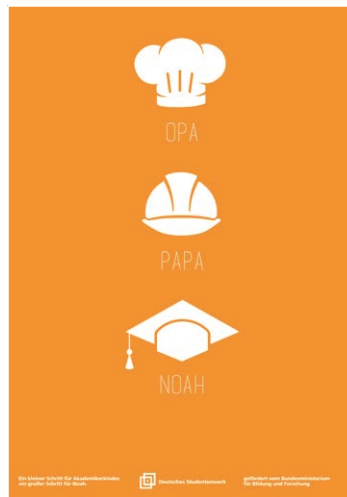 OPA
PAPA
NOAH
Ein kleiner Schritt für Akademikerkinder,
ein großer Schritt für Noah.
Deutsches Studentenwerk
gefördert vom Bundesministerium
für Bildung und Forschung